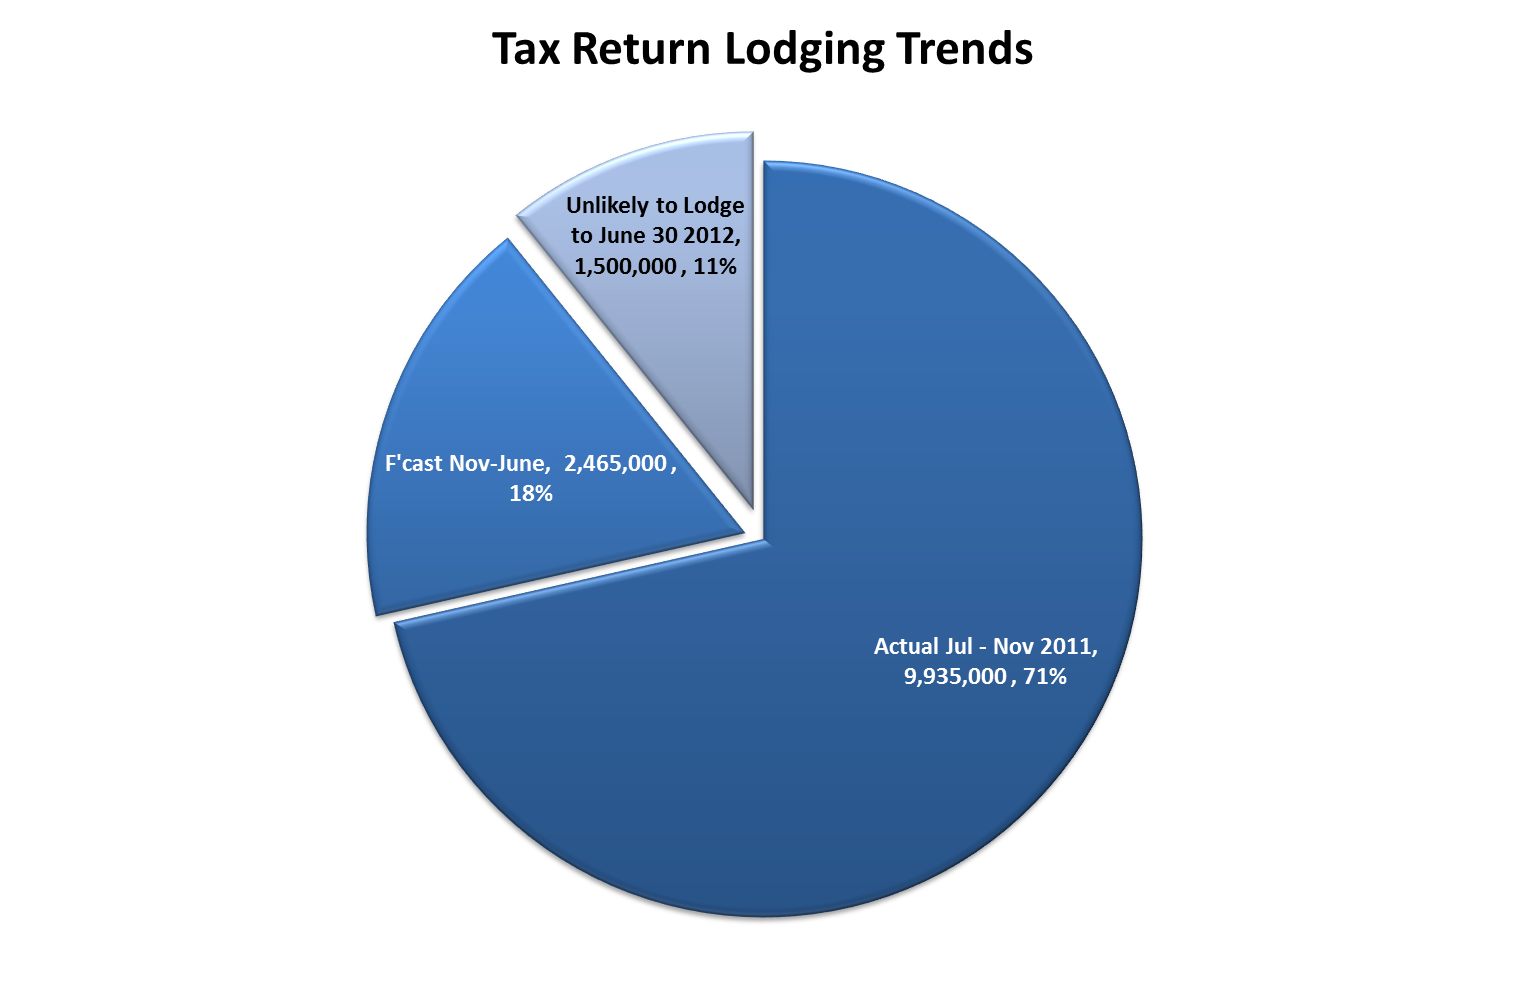 Tax Return Lodging Trends
Unlikely to Lodge
to June 30 2012,
1,500,000 , 11%
F'cast Nov-June,  2,465,000 ,
18%
Actual Jul - Nov 2011,
9,935,000 , 71%